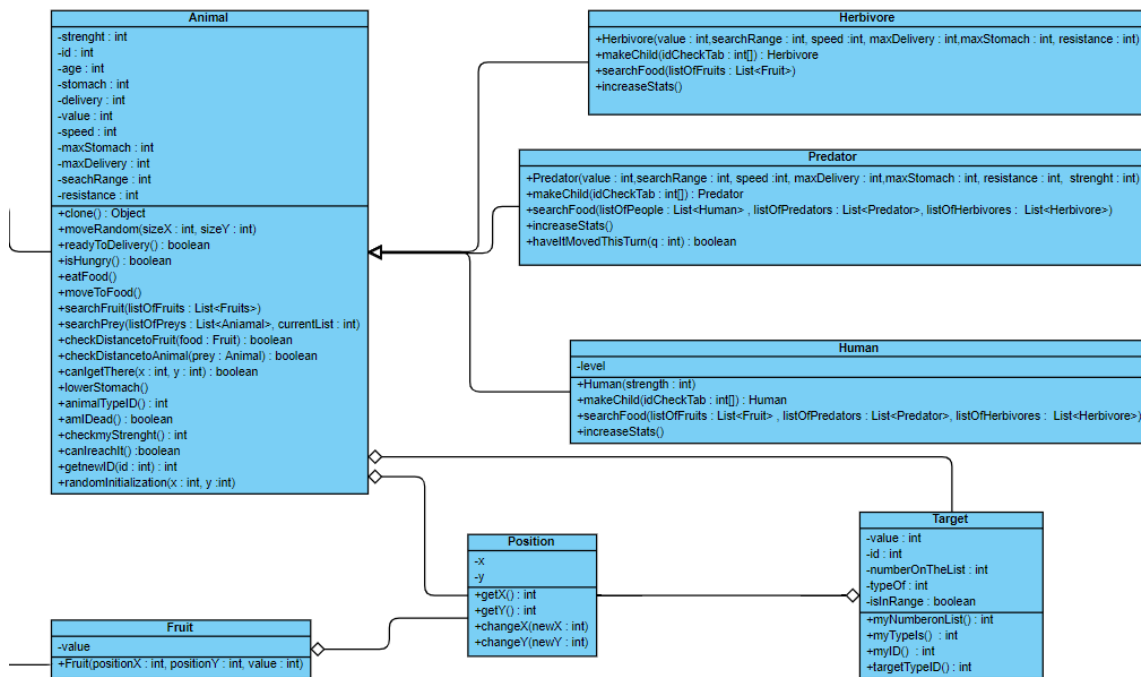 Animal
-strenght : int
-id : int
-age : int
-stomach : int
-delivery : int
-value : int
-speed : int
-maxStomach : int
-maxDelivery : int
-seachRange : int
-resistance : int
+clone() : Object
+moveRandom(sizeX : int, sizeY : int)
+readyToDelivery() : boolean
+isHungry() : boolean
+eatFood()
+moveToFood()
+searchFruit(listOfFruits : List<Fruits>)
+searchPrey(listOfPreys : List<Aniamal>, currentList : int)
+checkDistancetoFruit(food : Fruit) : boolean
+checkDistancetoAnimal(prey : Animal) : boolean
+canIgetThere(x : int, y : int) : boolean
+lowerStomach()
+animalTypeID() : int
+amIDead() : boolean
+checkmyStrenght() : int
+canIreachIt() :boolean
+getnewID(id : int) : int
+randomInitialization(x : int, y :int)
Herbivore
+Herbivore(value : int,searchRange : int, speed :int, maxDelivery : int,maxStomach : int, resistance : int)
+makeChild(idCheckTab : int[]) : Herbivore
+searchFood(listOfFruits : List<Fruit>)
+increaseStats()
Predator
+Predator(value : int,searchRange : int, speed :int, maxDelivery : int,maxStomach : int, resistance : int, strenght : int)
+makeChild(idCheckTab : int[]) : Predator
+searchFood(listOfPeople : List<Human> , listOfPredators : List<Predator>, listOfHerbivores : List<Herbivore>)
+increaseStats()
+haveItMovedThisTurn(q : int) : boolean
Human
-level
+Human(strength : int)
+makeChild(idCheckTab : int[]) : Human
+searchFood(listOfFruits : List<Fruit> , listOfPredators : List<Predator>, listOfHerbivores : List<Herbivore>)
+increaseStats()
Position
-x
-y
+getX() : int
+getY() : int
+changeX(newX : int)
+changeY(newY : int)
Target
-value : int
-id : int
-numberOnTheList : int
-typeOf : int
-isInRange : boolean
+myNumberonList() : int
+myTypeIs() : int
+myID() : int
+targetTypeID() : int
Fruit
-value
+Fruit(positionX : int, positionY : int, value : int)